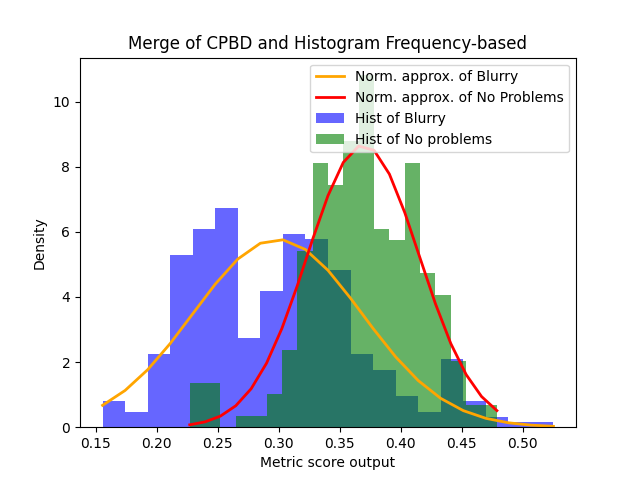 Merge of CPBD and Histogram Frequency-based
Norm. approx. of Blurry
Norm. approx. of No Problems
Hist of Blurry
Hist of No problems
Density
10
8
6
4
2
0
0.15 0.20 0.25 0.30 0.35 0.40 0.45 0.50
Metric score output